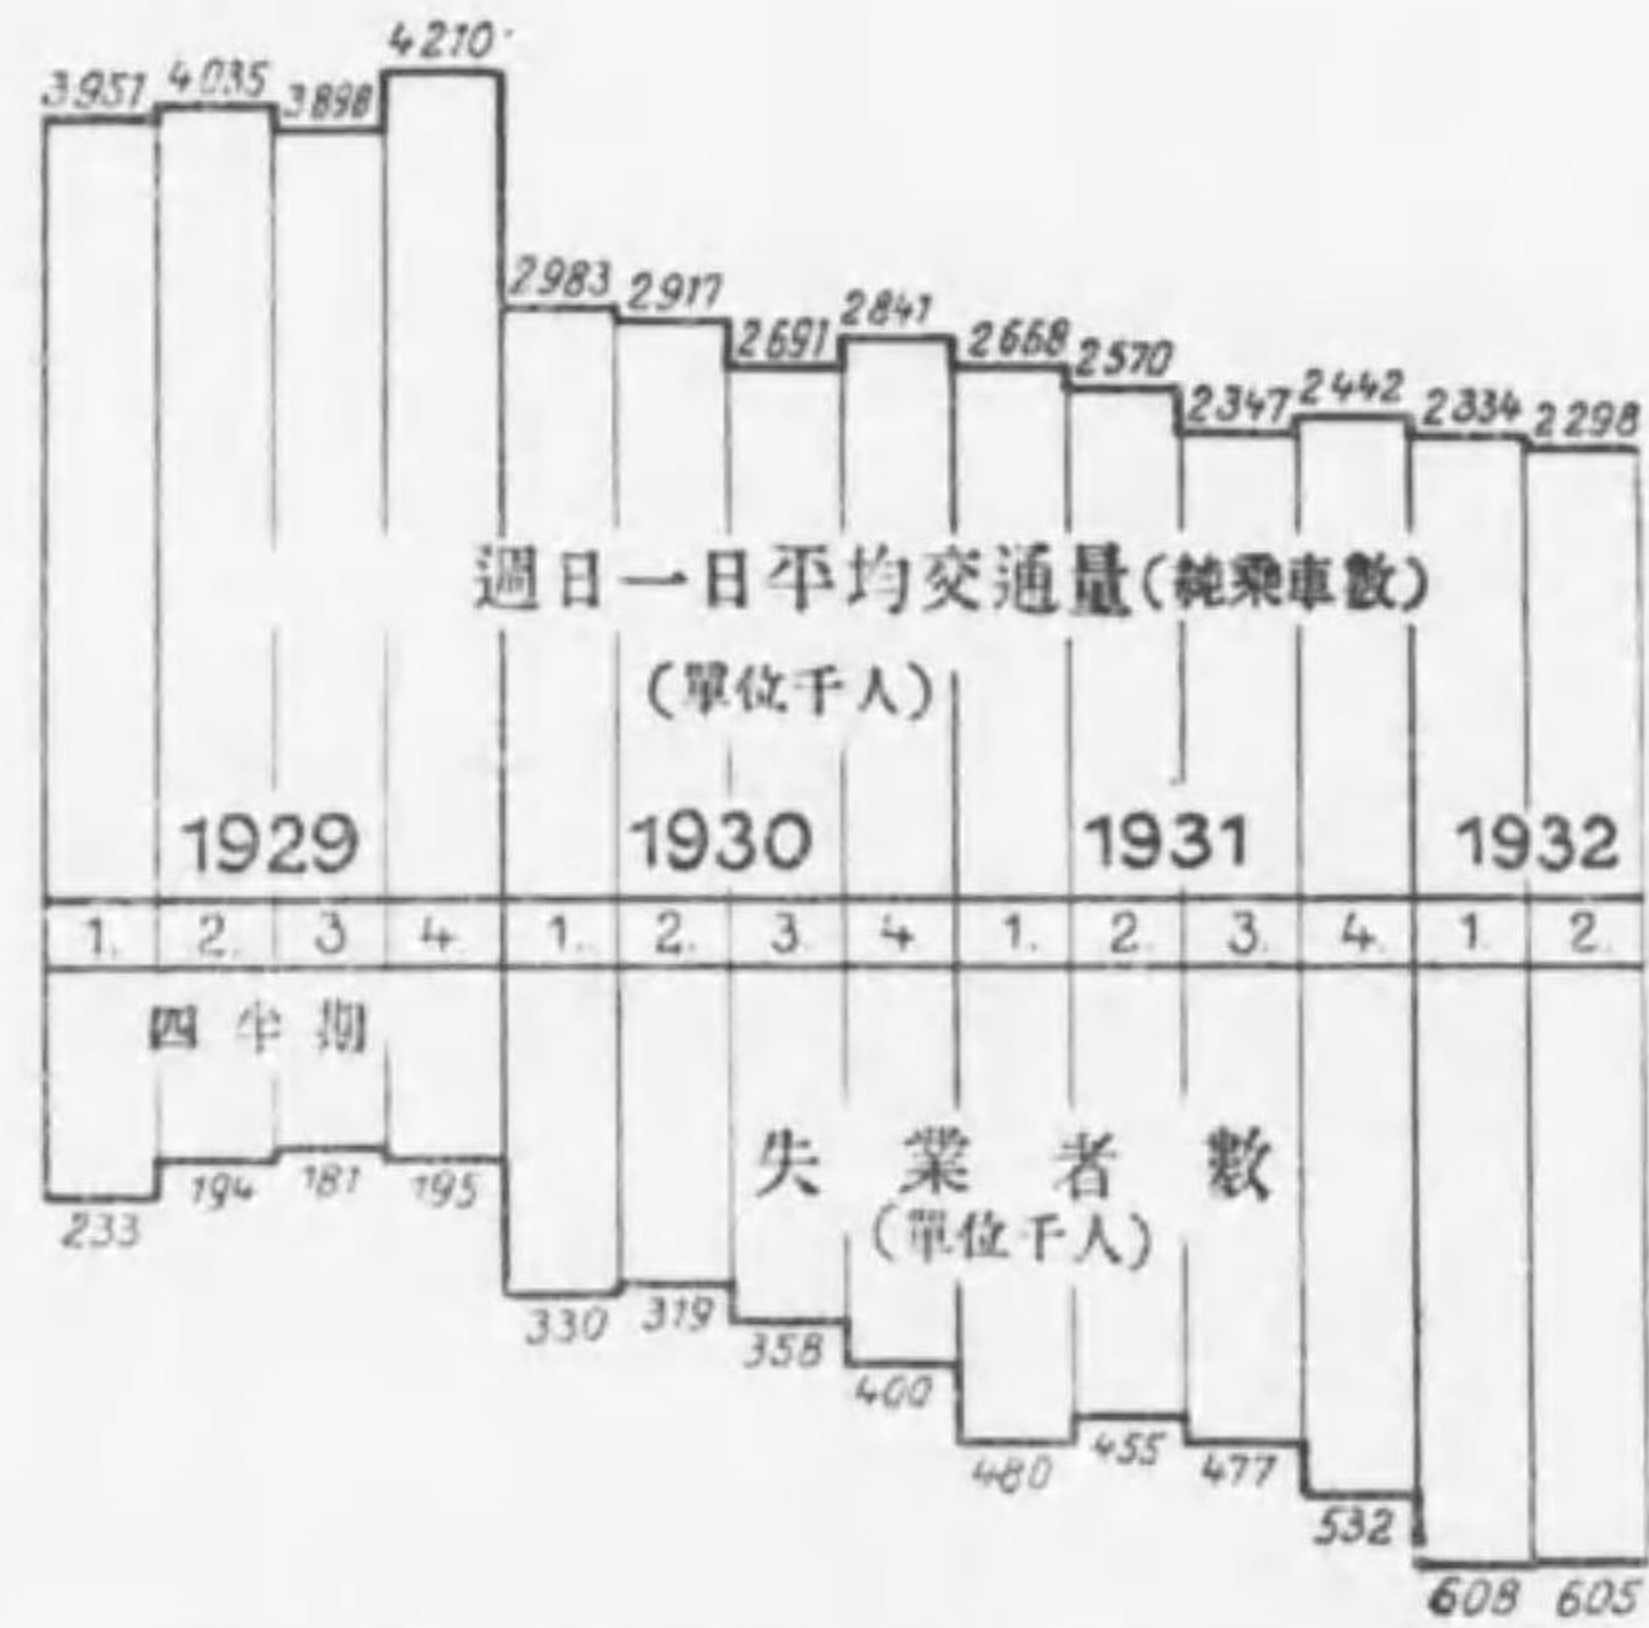 3951 4035 3898 4210
2983 2917 2691 2841 2668 2570 2347 2442 2334 2298
週日一日平均交通量(純乘車數)
(單位千人)
1929 1930 1931 1932
1. 2. 3 4 1. 2. 3. 4 1. 2. 3. 4. 1. 2.
四半期
失業者數
(單位千人)
233 194 181 195 330 319 358 400 480 455 477 532 608 605